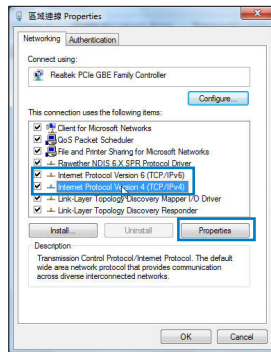 區域連線 Properties
Networking Authentication
Connect using:
Realtek PCIe GBE Family Controller
Configure...
This connection uses the following items:
Client for Microsoft Networks
QoS Packet Scheduler
File and Printer Sharing for Microsoft Networks
Rawether NDIS 6.X SPR Protocol Driver
Internet Protocol Version 6 (TCP/IPv6)
Internet Protocol Version 4 (TCP/IPv4)
Link-Layer Topology Discovery Mapper I/O Driver
Link-Layer Topology Discovery Responder
Install... Uninstall Properties
Description
Transmission Control Protocol/Internet Protocol. The default
wide area network protocol that provides communication
across diverse interconnected networks.
OK Cancel